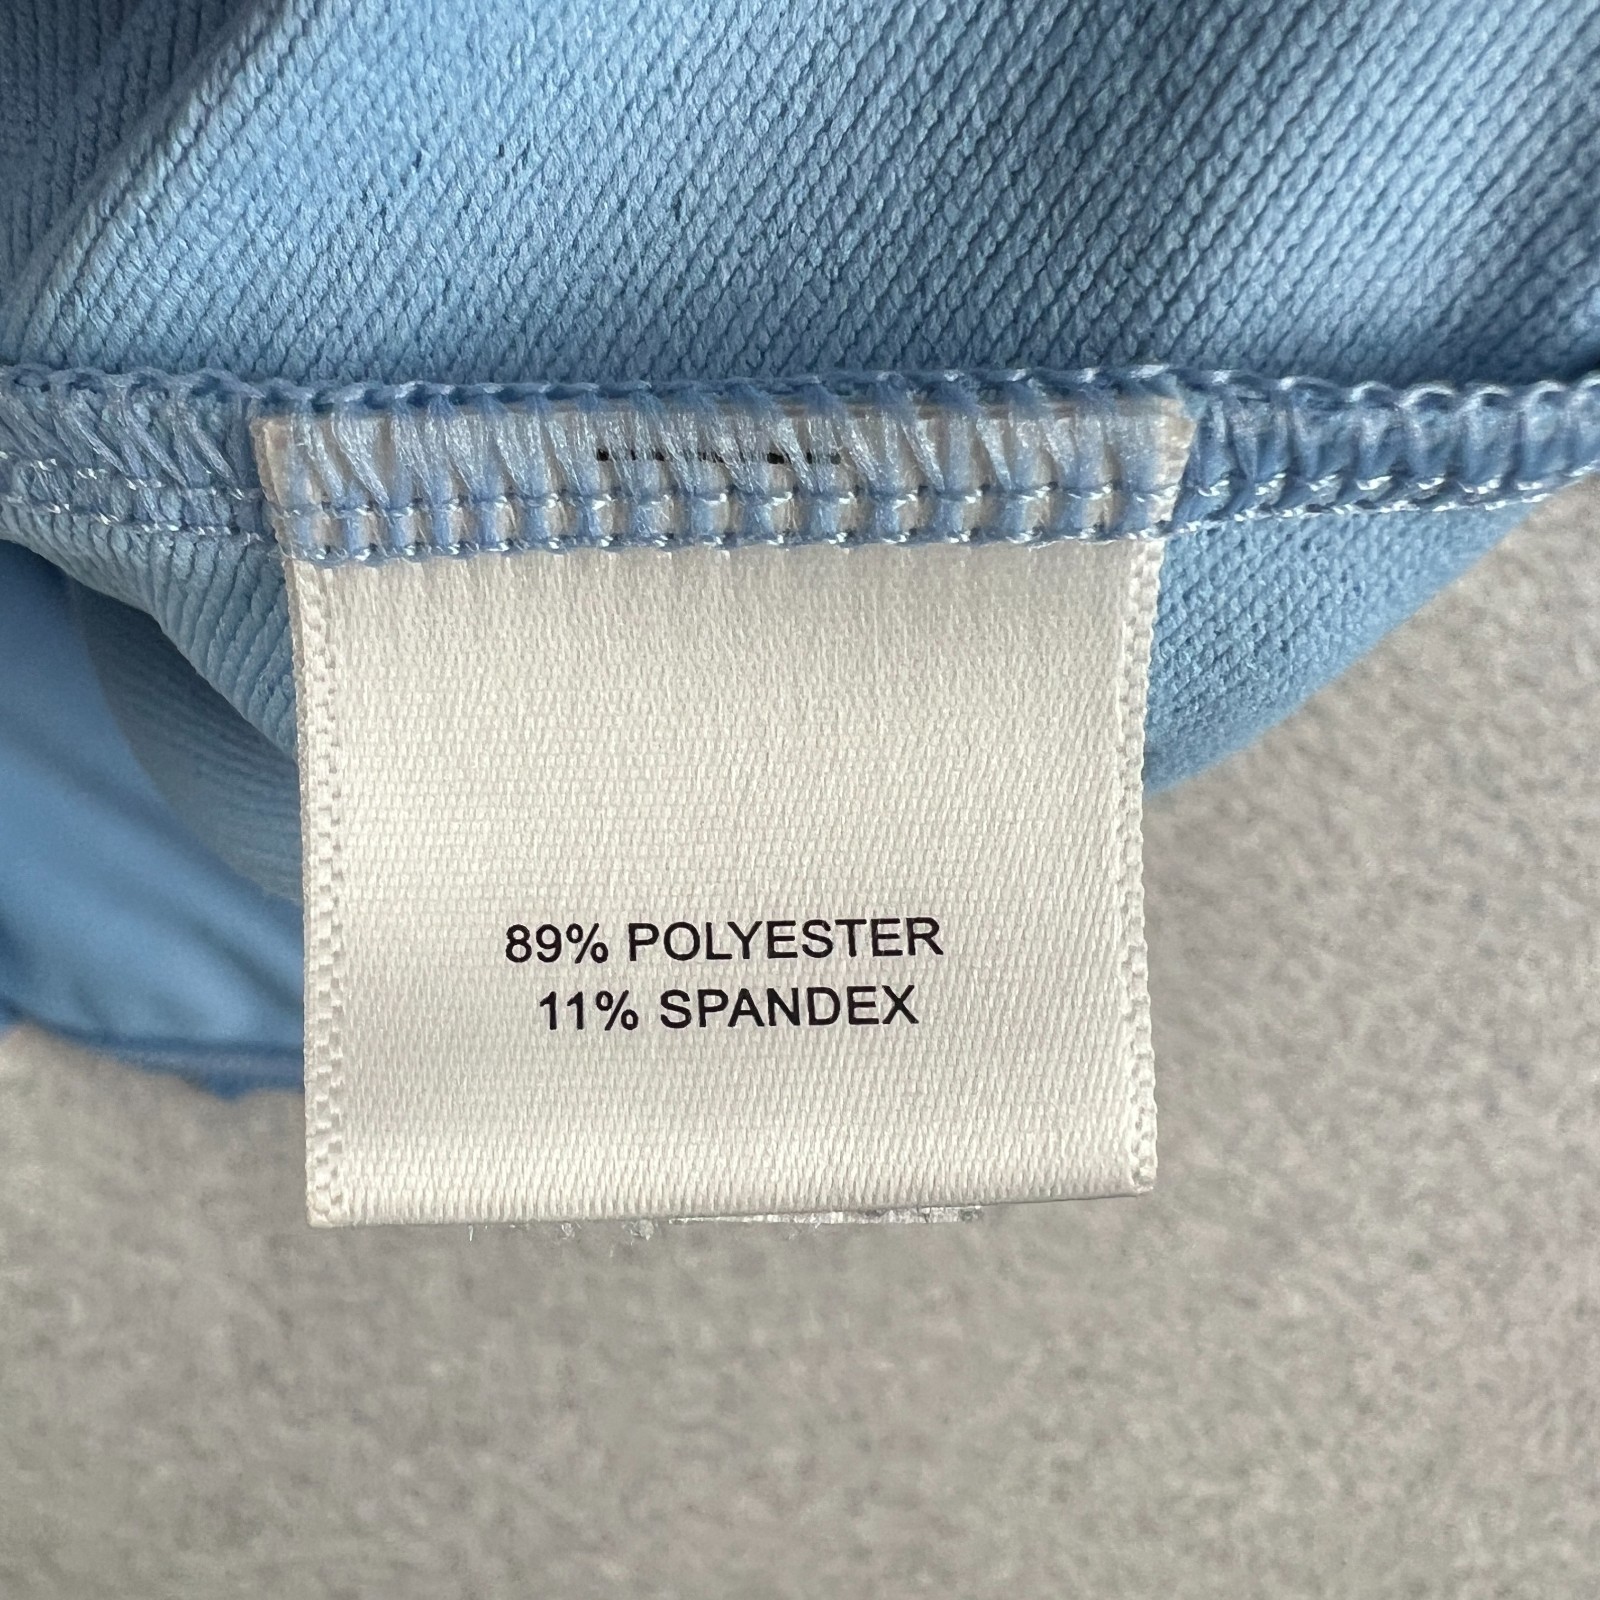 89% POLYESTER
11% SPANDEX